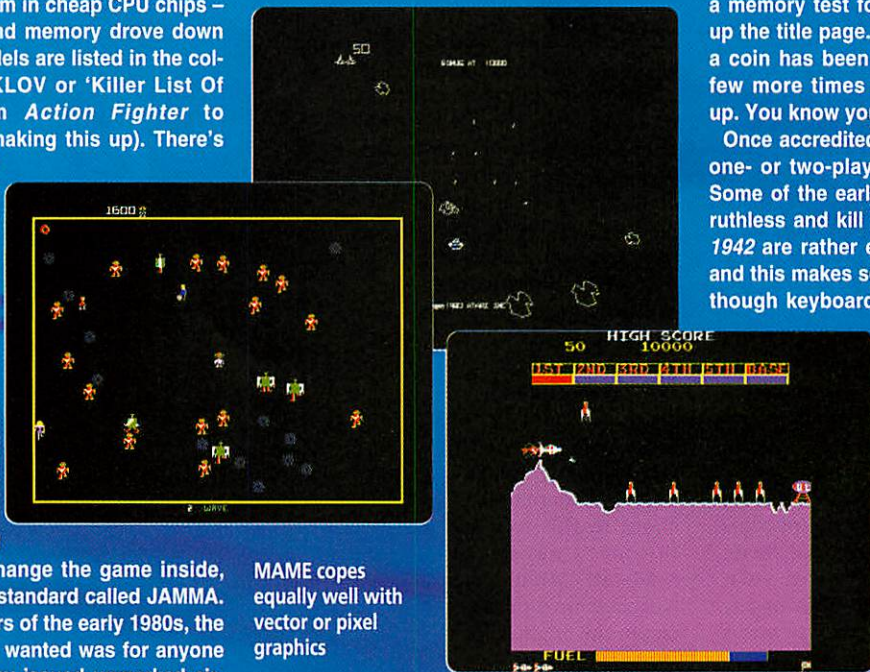 m in cheap CPU chips –
nd memory drove down
dels are listed in the col-
KLOV or 'Killer List Of
m Action Fighter to
making this up). There's
hange the game inside,
standard called JAMMA.
rs of the early 1980s, the
wanted was for anyone
MAME copes
equally well with
vector or pixel
graphics
50
BONUS AT 10000
1600
2 WAVE
HIGH SCORE
50 10000
1ST 2ND 3RD 4TH 5TH BASE
FUEL
a memory test fo
up the title page.
a coin has been
few more times
up. You know you
Once accredited
one- or two-play
Some of the earl
ruthless and kill
1942 are rather e
and this makes so
though keyboard